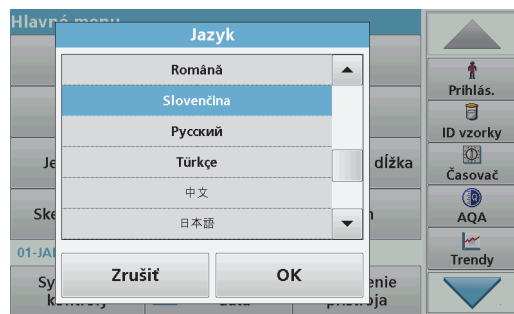 Hlavné menu
Jazyk
Română
Slovenčina
Русский
Türkçe
中文
日本語
Zrušiť
OK
dĺžka
01-JA
Prihlás.
ID vzorky
Časovač
AQA
Trendy